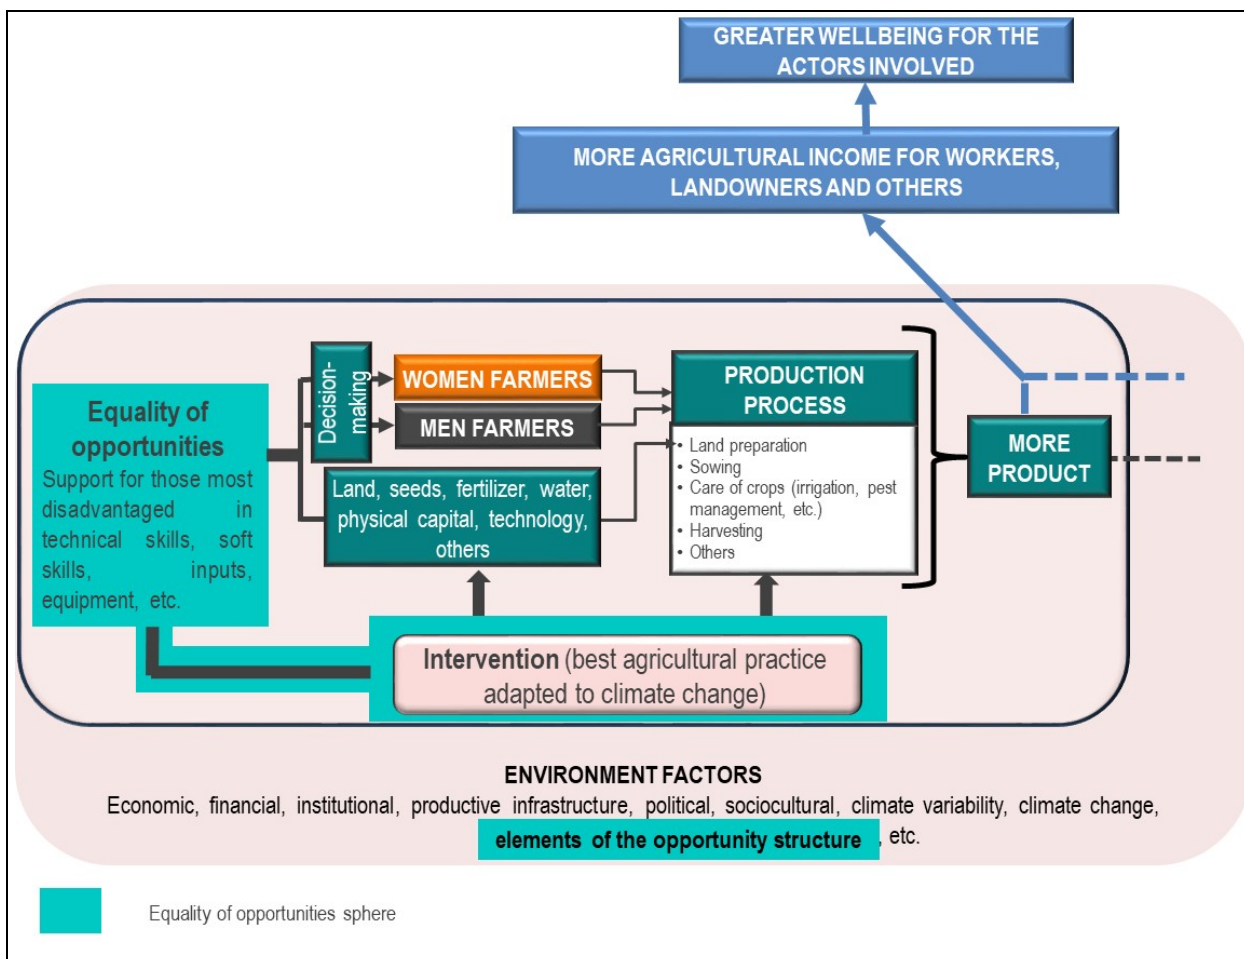 GREATER WELLBEING FOR THE
ACTORS INVOLVED
MORE AGRICULTURAL INCOME FOR WORKERS,
LANDOWNERS AND OTHERS
Equality of
opportunities
Support for those most
disadvantaged in
technical skills, soft
skills, inputs,
equipment, etc.
Decision-
making
WOMEN FARMERS
MEN FARMERS
Land, seeds, fertilizer, water,
physical capital, technology,
others
PRODUCTION
PROCESS
• Land preparation
• Sowing
• Care of crops (irrigation, pest
management, etc.)
• Harvesting
• Others
MORE
PRODUCT
Intervention (best agricultural practice
adapted to climate change)
ENVIRONMENT FACTORS
Economic, financial, institutional, productive infrastructure, political, sociocultural, climate variability, climate change,
elements of the opportunity structure , etc.
Equality of opportunities sphere